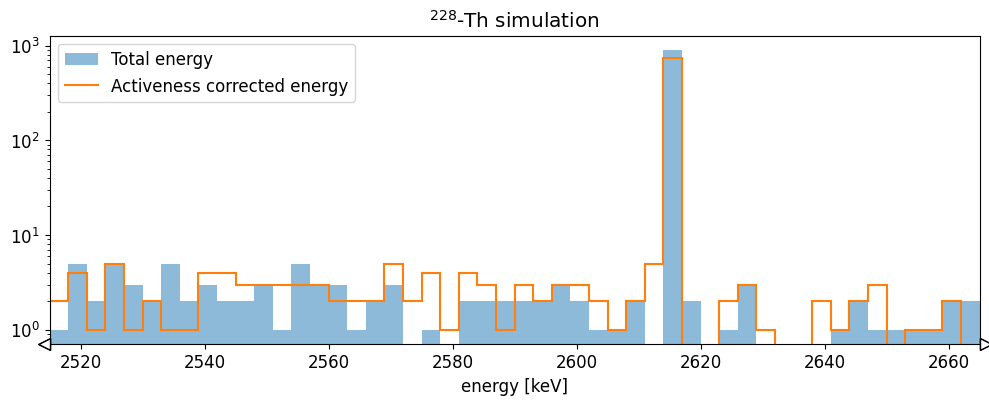 ²²⁸-Th simulation
Total energy
Activeness corrected energy
10³
10²
10¹
10⁰
2520 2540 2560 2580 2600 2620 2640 2660
energy [keV]